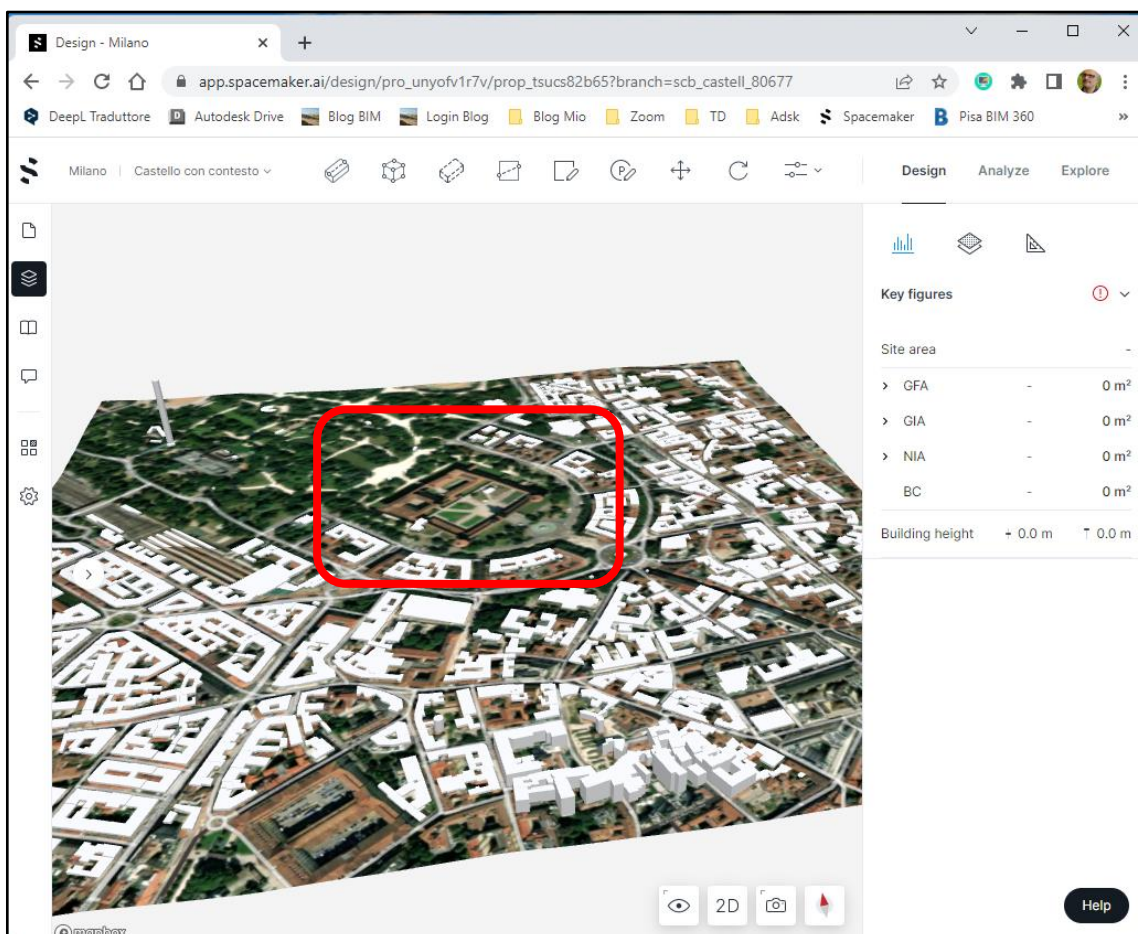 Design - Milano
app.spacemaker.ai/design/pro_unyofv1r7v/prop_tsucs82b65?branch=scb_castell_80677
DeepL Traduttore Autodesk Drive Blog BIM Login Blog Blog Mio Zoom TD Adsk Spacemaker Pisa BIM 360 »
Milano | Castello con contesto Design Analyze Explore
Key figures
Site area -
GFA - 0 m²
GIA - 0 m²
NIA - 0 m²
BC - 0 m²
Building height 0.0 m 0.0 m
2D
Help
mapbox